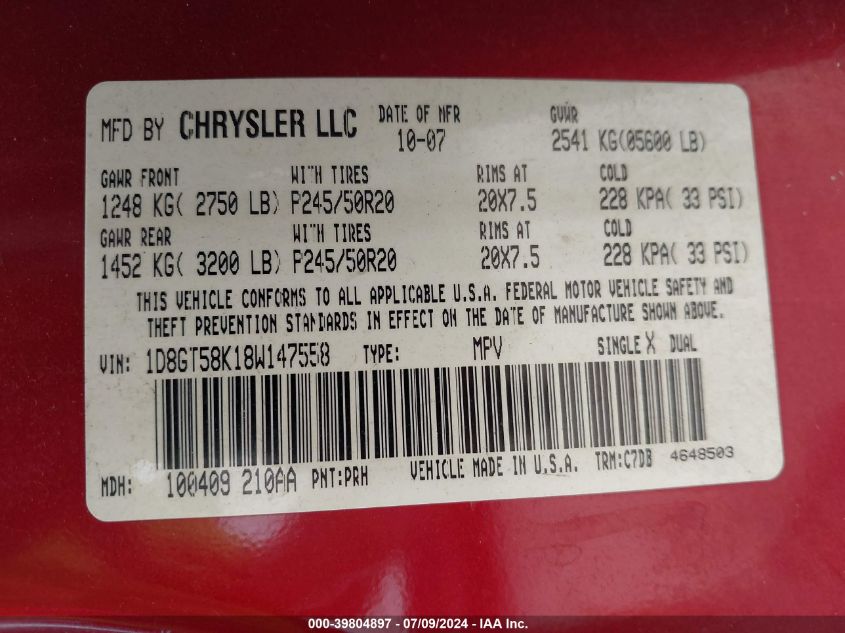 MFD BY CHRYSLER LLC DATE OF MFR GVWR
10-07 2541 KG(05600 LB)
GAWR FRONT WITH TIRES RIMS AT COLD
1248 KG( 2750 LB) P245/50R20 20X7.5 228 KPA( 33 PSI)
GAWR REAR WITH TIRES RIMS AT COLD
1452 KG( 3200 LB) P245/50R20 20X7.5 228 KPA( 33 PSI)
THIS VEHICLE CONFORMS TO ALL APPLICABLE U.S.A. FEDERAL MOTOR VEHICLE SAFETY AND
THEFT PREVENTION STANDARDS IN EFFECT ON THE DATE OF MANUFACTURE SHOWN ABOVE.
VIN: 1D8GT58K18W147558 TYPE: MPV SINGLE X DUAL
MDH: 100409 210AA PNT:PRH VEHICLE MADE IN U.S.A. TRM:C7DB 4648503
000-39804897 - 07/09/2024 - IAA Inc.